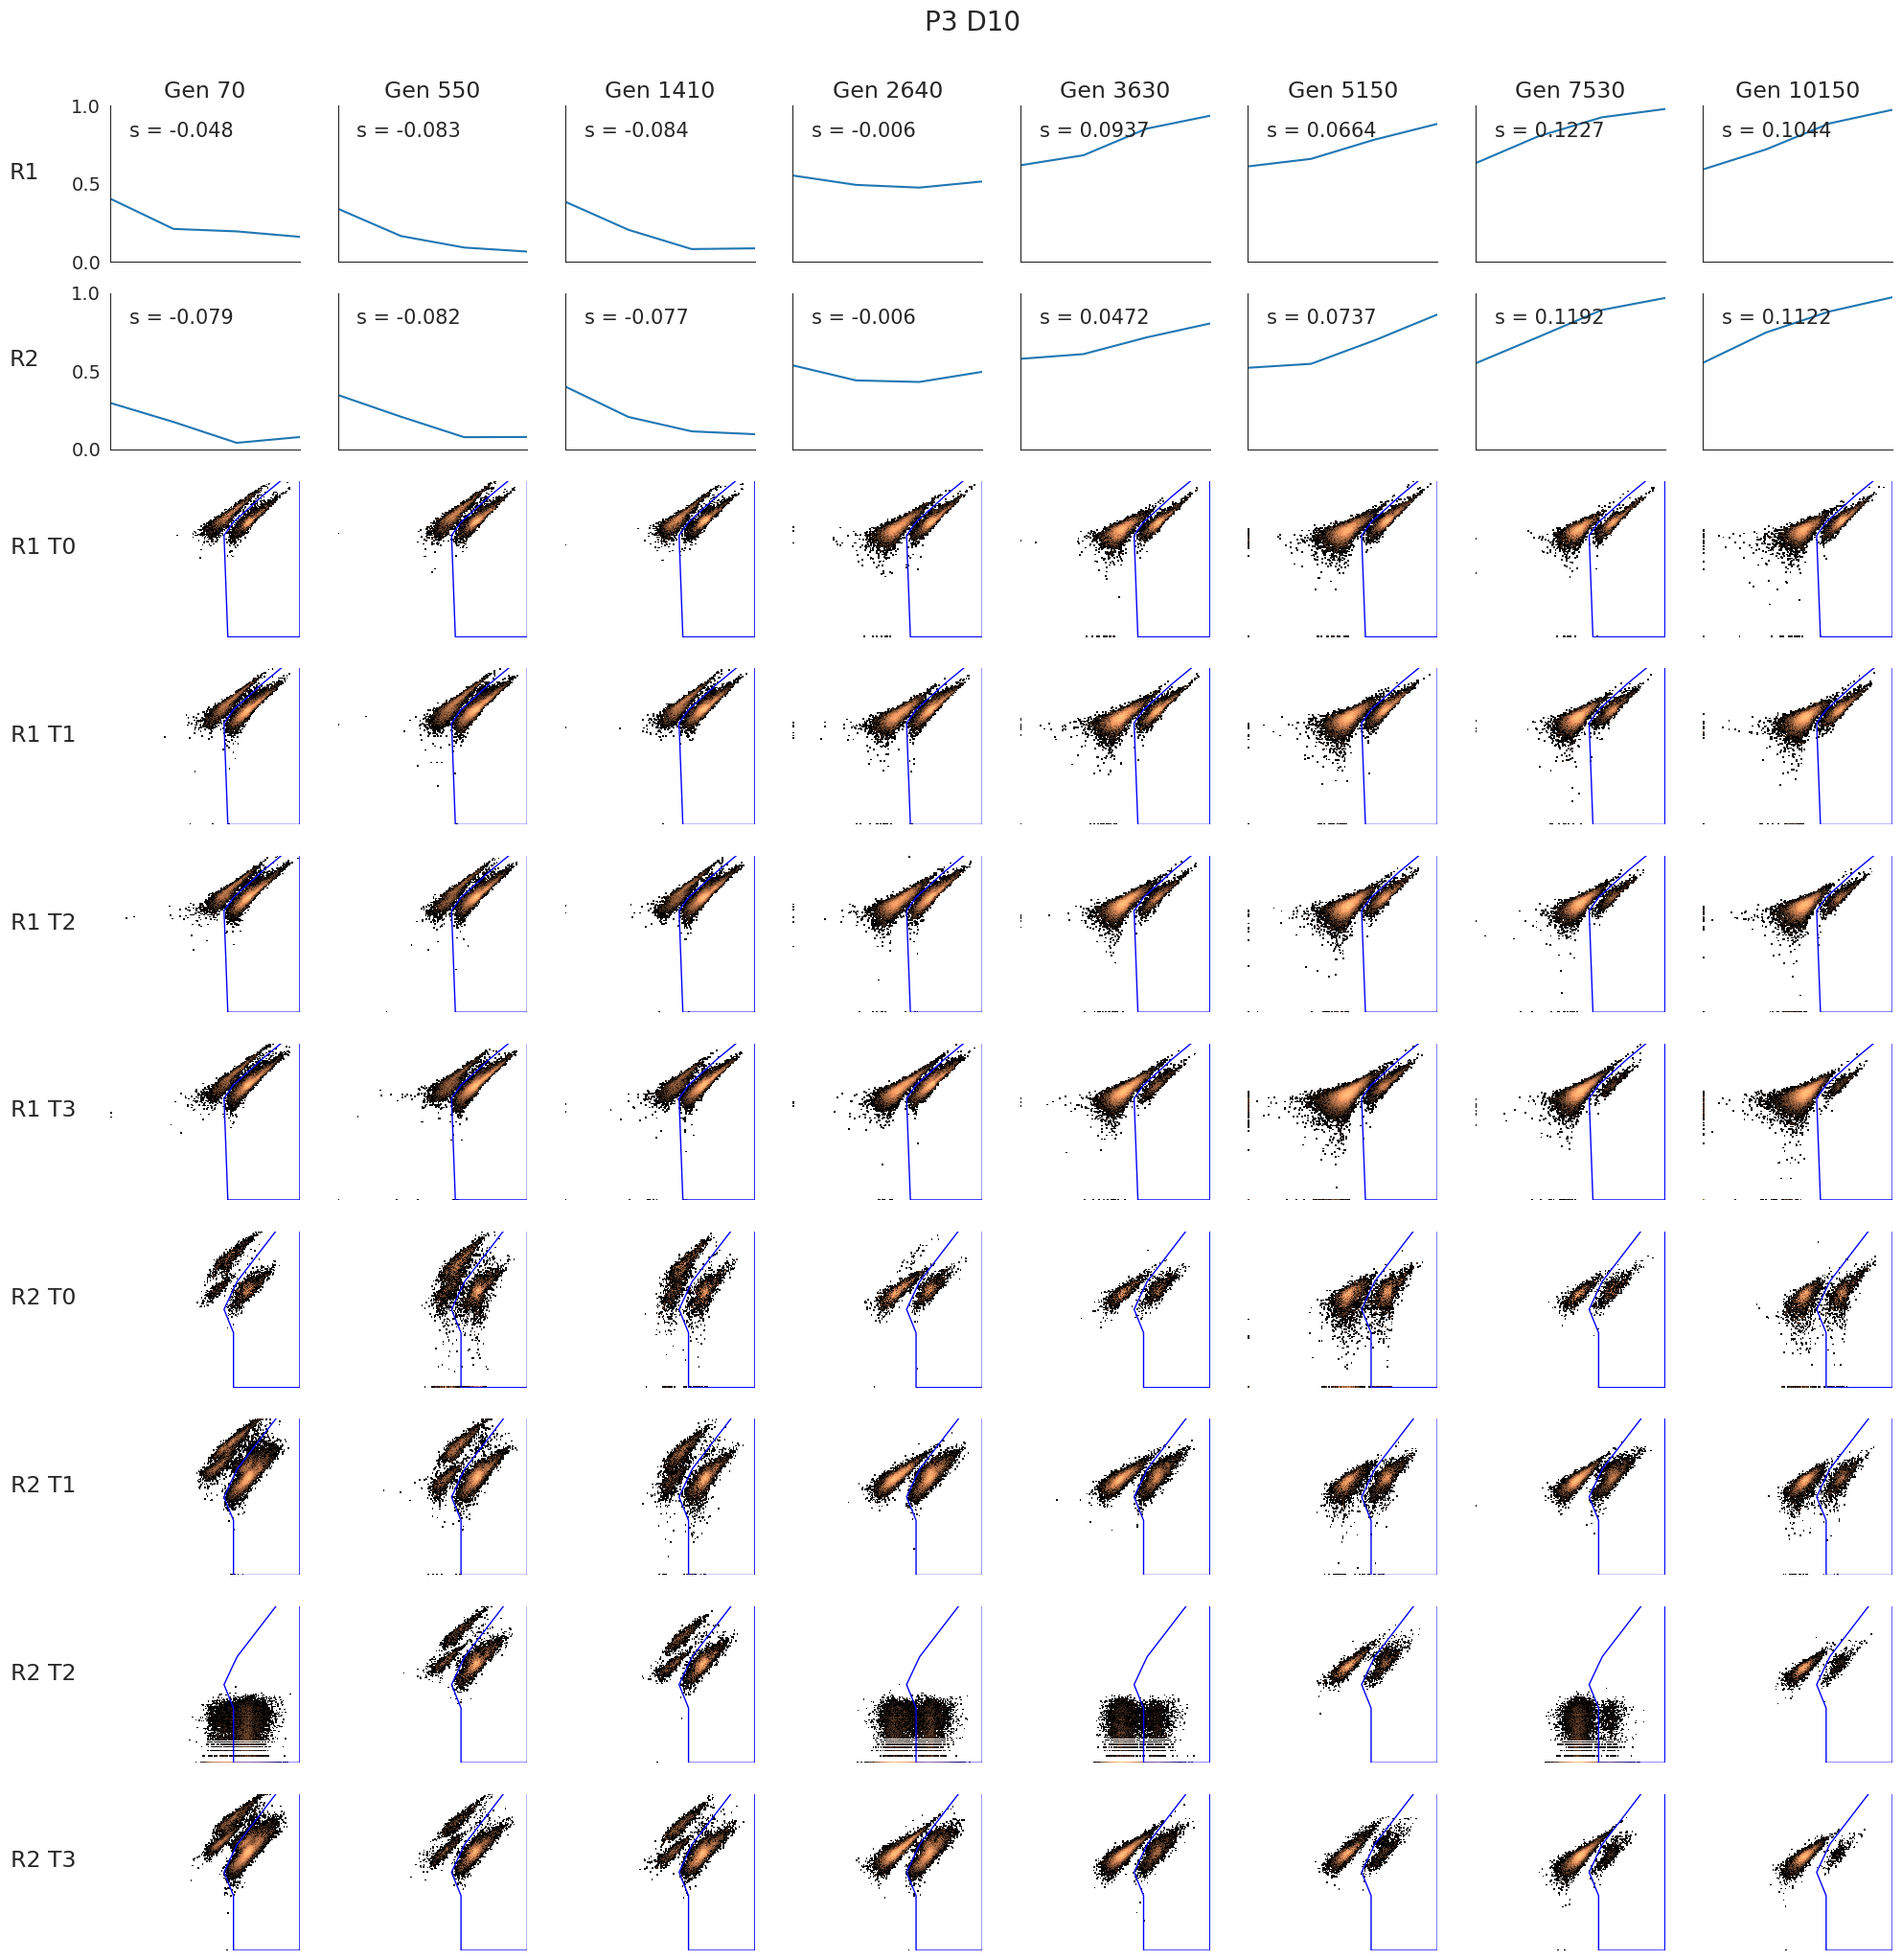 P3 D10
Gen 70 Gen 550 Gen 1410 Gen 2640 Gen 3630 Gen 5150 Gen 7530 Gen 10150
1.0
s = -0.048 s = -0.083 s = -0.084 s = -0.006 s = 0.0937 s = 0.0664 s = 0.1227 s = 0.1044
R1
0.5
0.0
1.0
s = -0.079 s = -0.082 s = -0.077 s = -0.006 s = 0.0472 s = 0.0737 s = 0.1192 s = 0.1122
R2
0.5
0.0
R1 T0
R1 T1
R1 T2
R1 T3
R2 T0
R2 T1
R2 T2
R2 T3